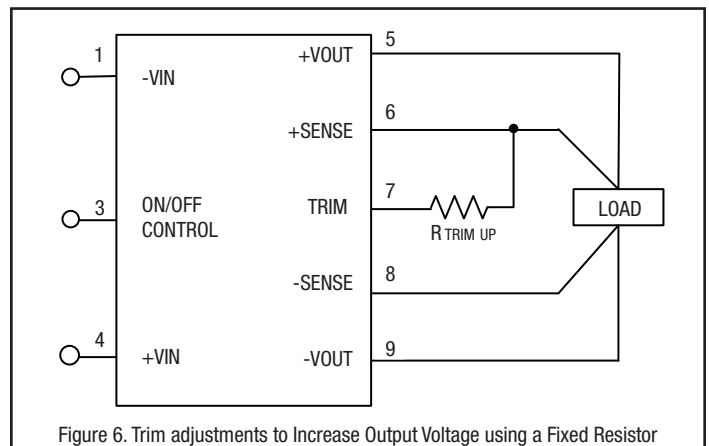 1
-VIN
3
ON/OFF
CONTROL
4
+VIN
+VOUT
5
+SENSE
6
TRIM
7
R TRIM UP
-SENSE
8
-VOUT
9
LOAD
Figure 6. Trim adjustments to Increase Output Voltage using a Fixed Resistor